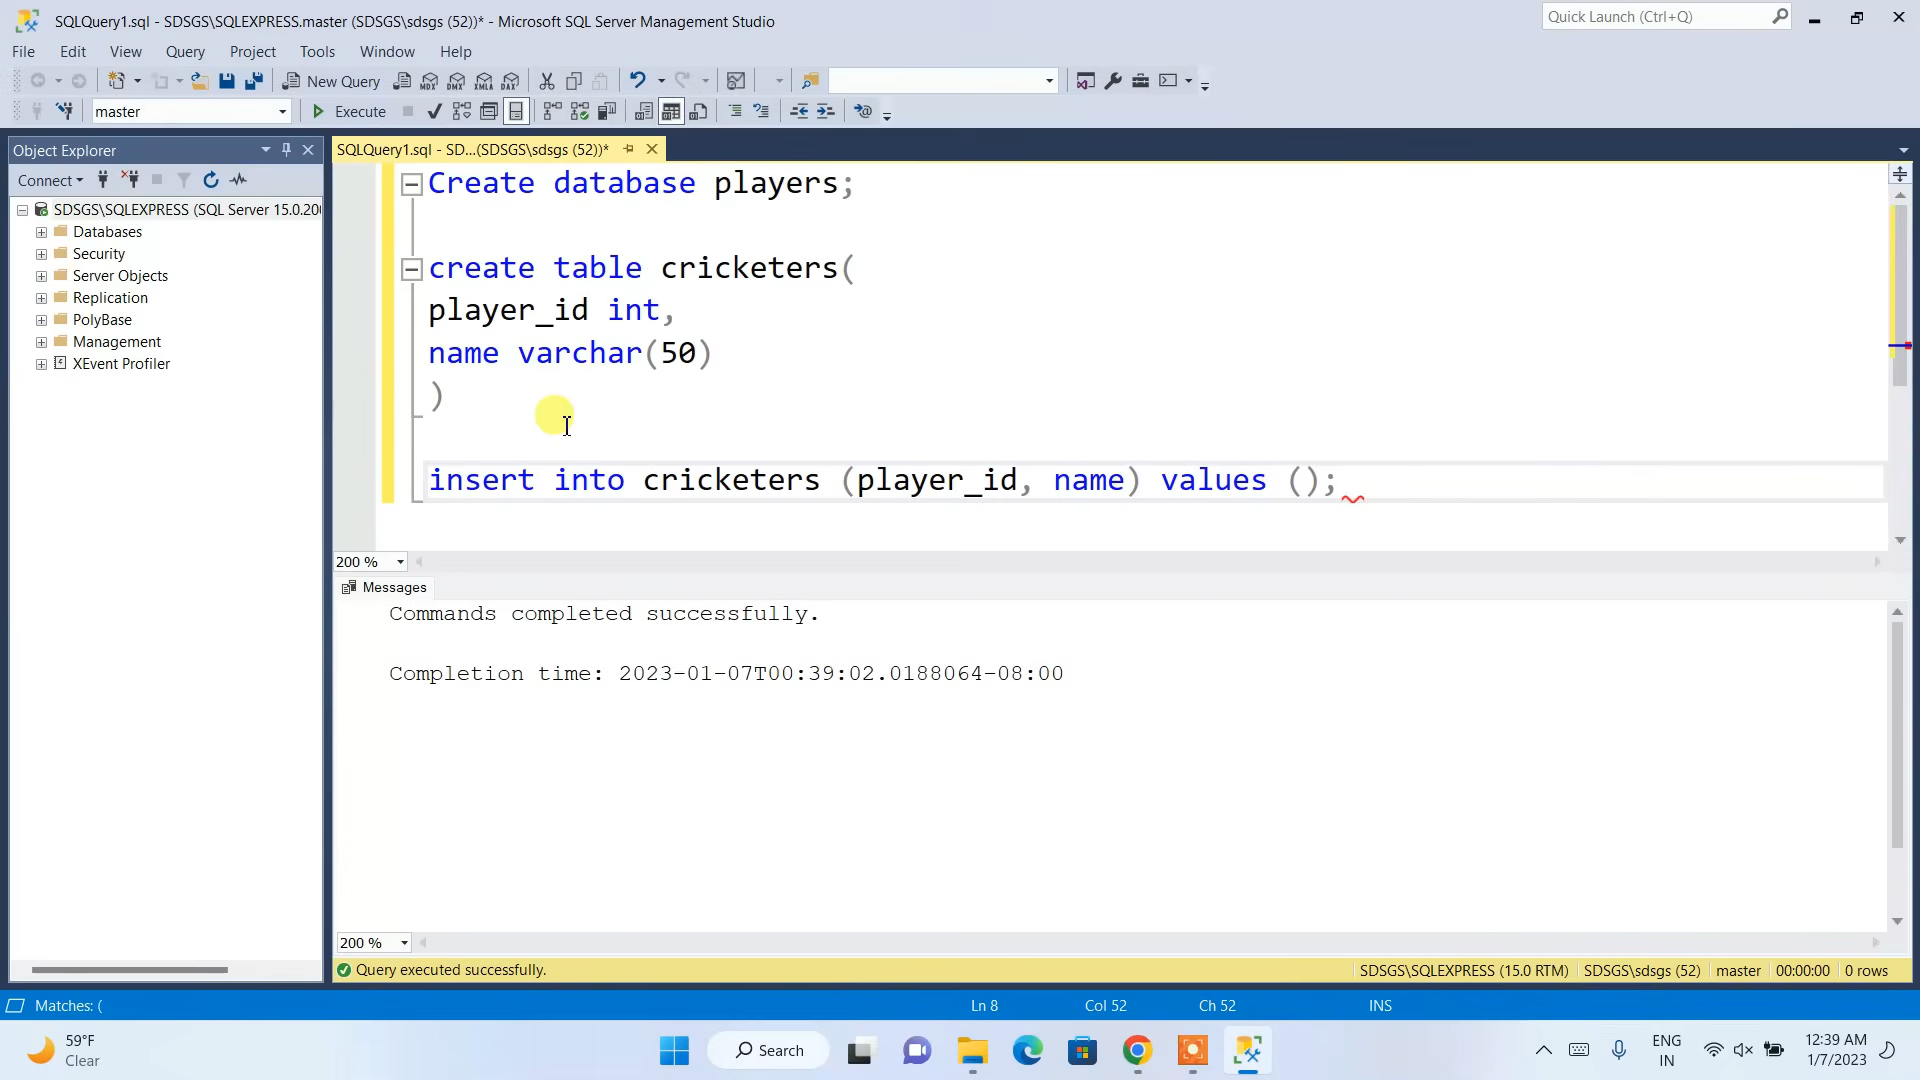 SQLQuery1.sql - SDSGS\SQLEXPRESS.master (SDSGS\sdsgs (52))* - Microsoft SQL Server Management Studio
Quick Launch (Ctrl+Q)
File Edit View Query Project Tools Window Help
New Query MDX DMX XMLA DAX
master Execute
Object Explorer
SQLQuery1.sql - SD...(SDSGS\sdsgs (52))*
Connect
SDSGS\SQLEXPRESS (SQL Server 15.0.200
Databases
Security
Server Objects
Replication
PolyBase
Management
XEvent Profiler
Create database players;
create table cricketers(
player_id int,
name varchar(50)
)
insert into cricketers (player_id, name) values ();
200 %
Messages
Commands completed successfully.
Completion time: 2023-01-07T00:39:02.0188064-08:00
200 %
Query executed successfully.
SDSGS\SQLEXPRESS (15.0 RTM) SDSGS\sdsgs (52) master 00:00:00 0 rows
Matches: (
Ln 8 Col 52 Ch 52 INS
59°F
Clear
Search
ENG
IN
12:39 AM
1/7/2023